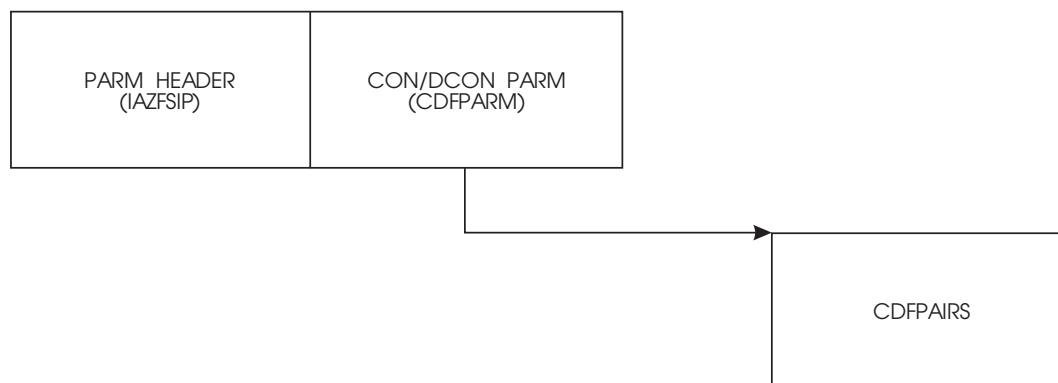 PARM HEADER
(IAZFSIP)
CON/DCON PARM
(CDFPARM)
CDFPAIRS